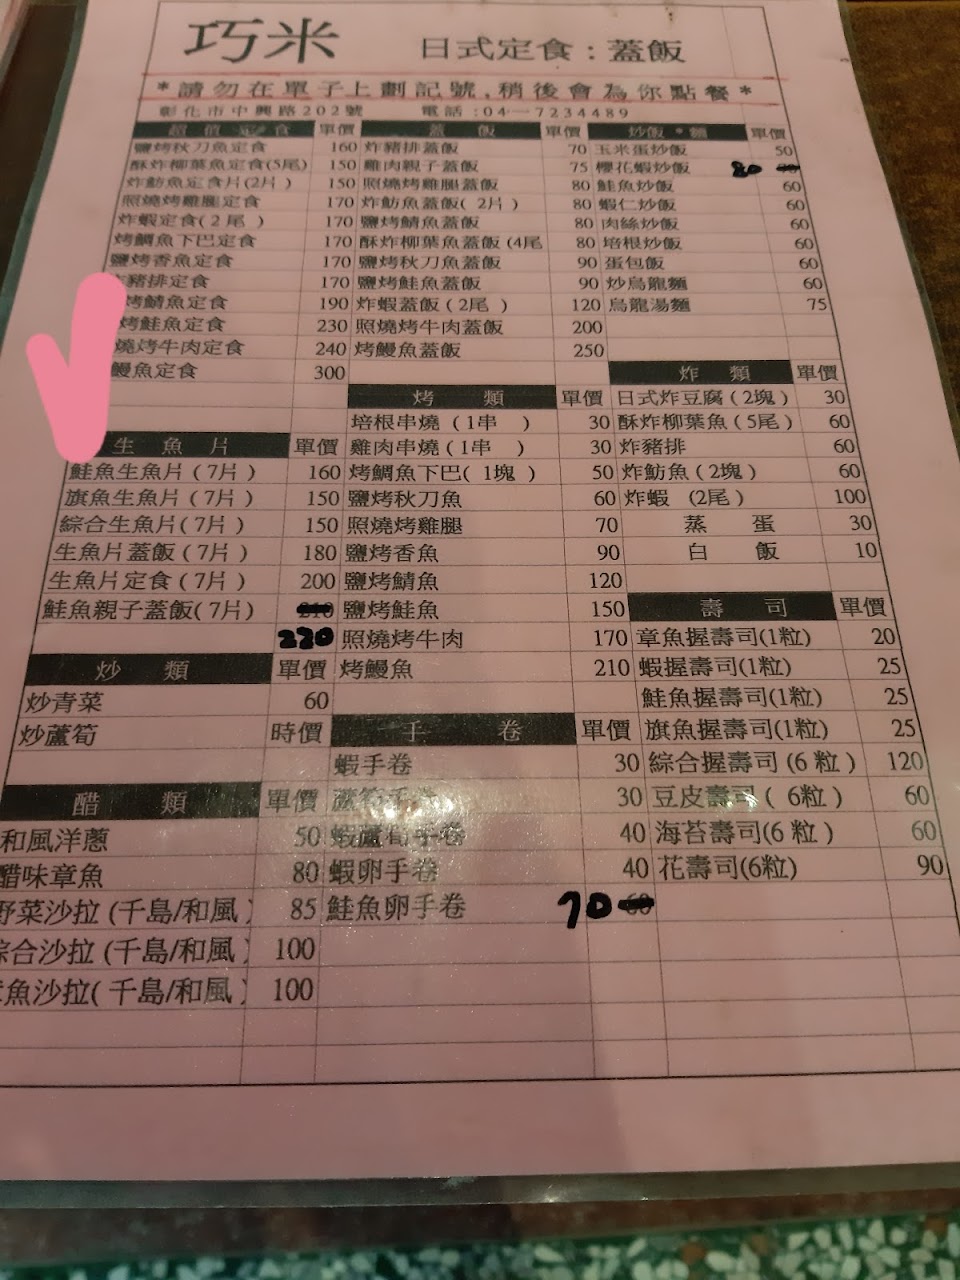 巧米 日式定食:蓋飯
*請勿在單子上劃記號,稍後會為你點餐*
彰化市中興路202號 電話:04-7234489
超值定食 單價
鹽烤秋刀魚定食 160
酥炸柳葉魚定食(5尾) 150
炸魴魚定食片(2片) 150
照燒烤雞腿定食 170
炸蝦定食(2尾) 170
烤鯛魚下巴定食 170
鹽烤香魚定食 170
豬排定食 170
烤鯖魚定食 190
烤鮭魚定食 230
燒烤牛肉定食 240
鰻魚定食 300
生魚片 單價
鮭魚生魚片(7片) 160
旗魚生魚片(7片) 150
綜合生魚片(7片) 150
生魚片蓋飯(7片) 180
生魚片定食(7片) 200
鮭魚親子蓋飯(7片) 210
220
炒類 單價
炒青菜 60
炒蘆筍 時價
醋類 單價
和風洋蔥 50
醋味章魚 80
野菜沙拉(千島/和風) 85
綜合沙拉(千島/和風) 100
魚沙拉(千島/和風) 100
蓋飯 單價
炸豬排蓋飯 70
雞肉親子蓋飯 75
照燒烤雞腿蓋飯 80
炸魴魚蓋飯(2片) 80
鹽烤鯖魚蓋飯 80
酥炸柳葉魚蓋飯(4尾 80
鹽烤秋刀魚蓋飯 90
鹽烤鮭魚蓋飯 90
炸蝦蓋飯(2尾) 120
照燒烤牛肉蓋飯 200
烤鰻魚蓋飯 250
烤類 單價
培根串燒(1串) 30
雞肉串燒(1串) 30
烤鯛魚下巴(1塊) 50
鹽烤秋刀魚 60
照燒烤雞腿 70
鹽烤香魚 90
鹽烤鯖魚 120
鹽烤鮭魚 150
照燒烤牛肉 170
烤鰻魚 210
手卷 單價
蝦手卷 30
蘆筍手卷 30
蝦蘆筍手卷 40
蝦卵手卷 40
鮭魚卵手卷 70 60
炒飯*麵 單價
玉米蛋炒飯 50
櫻花蝦炒飯 80
鮭魚炒飯 60
蝦仁炒飯 60
肉絲炒飯 60
培根炒飯 60
蛋包飯 60
炒烏龍麵 60
烏龍湯麵 75
炸類 單價
日式炸豆腐(2塊) 30
酥炸柳葉魚(5尾) 60
炸豬排 60
炸魴魚(2塊) 60
炸蝦 (2尾) 100
蒸蛋 30
白飯 10
壽司 單價
章魚握壽司(1粒) 20
蝦握壽司(1粒) 25
鮭魚握壽司(1粒) 25
旗魚握壽司(1粒) 25
綜合握壽司(6粒) 120
豆皮壽司(6粒) 60
海苔壽司(6粒) 60
花壽司(6粒) 90